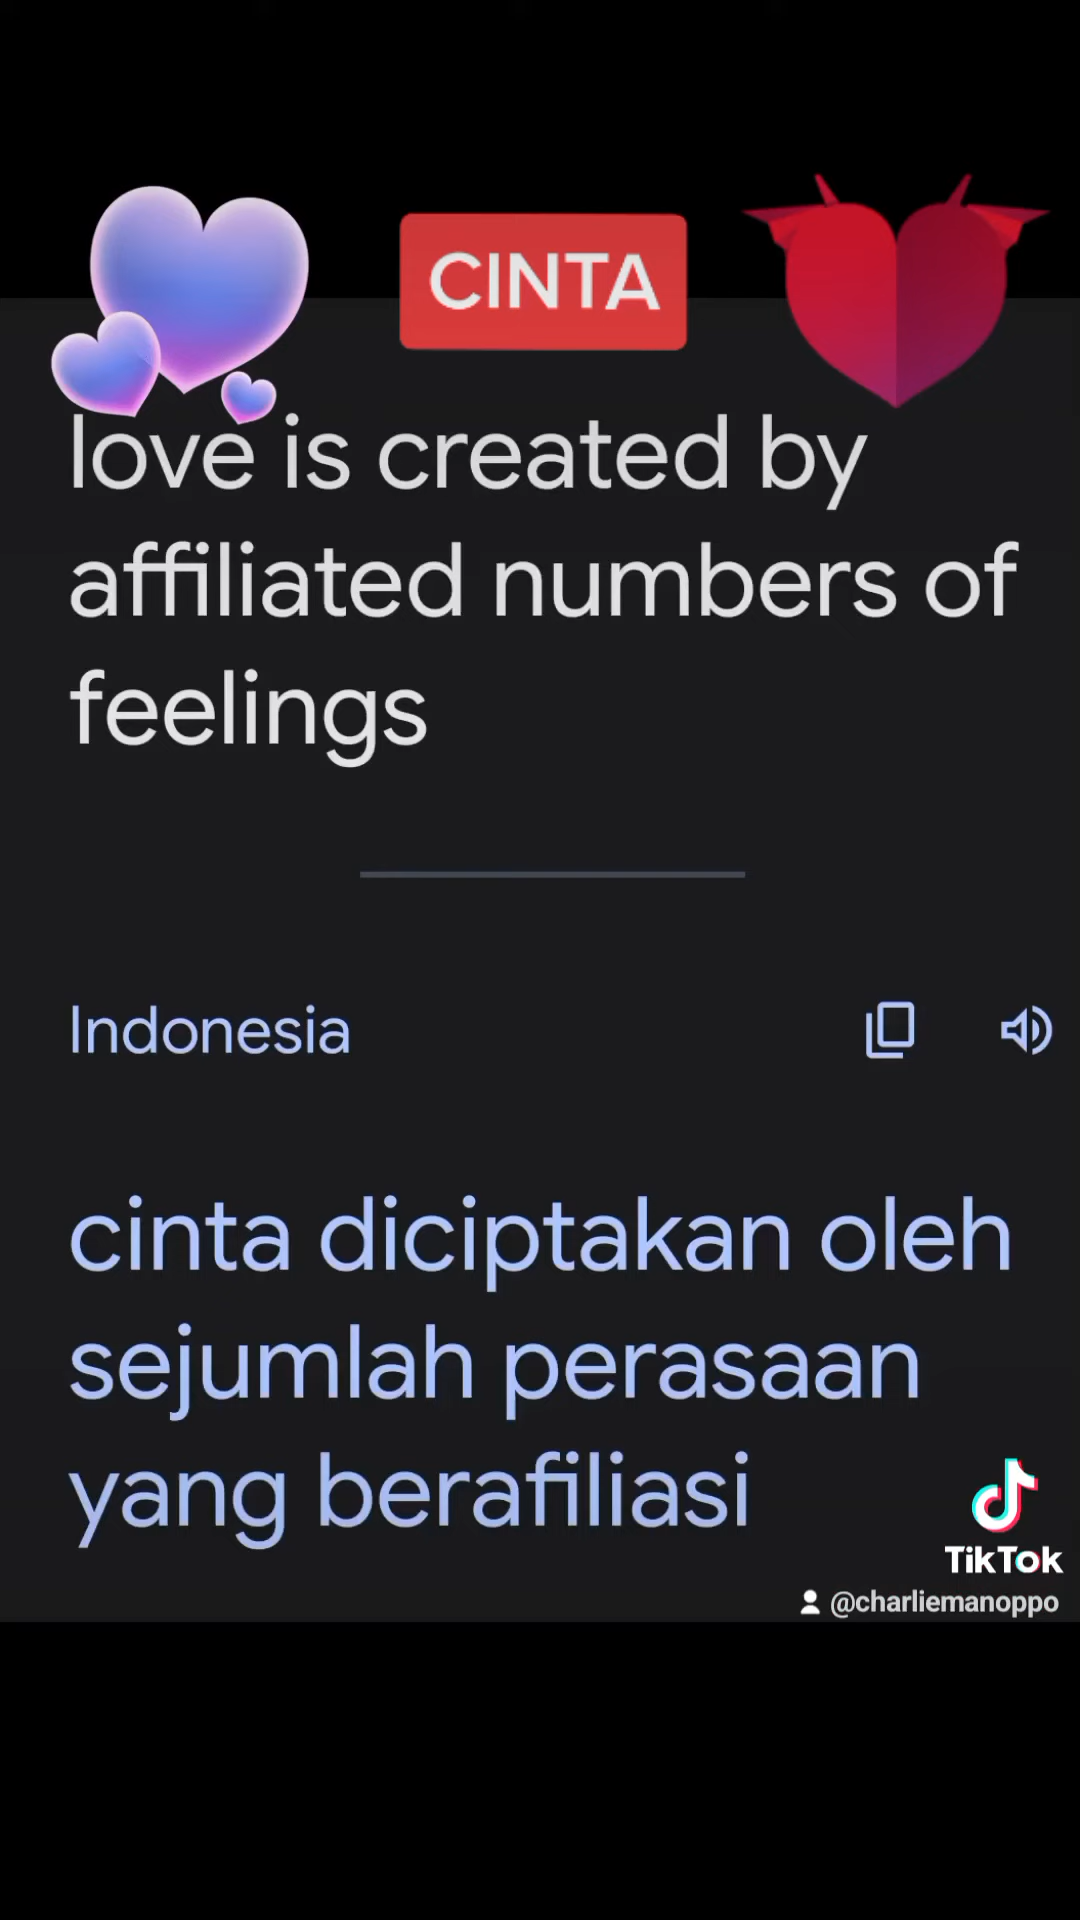 CINTA
love is created by
affiliated numbers of
feelings
Indonesia
cinta diciptakan oleh
sejumlah perasaan
yang berafiliasi
TikTok
@charliemanoppo